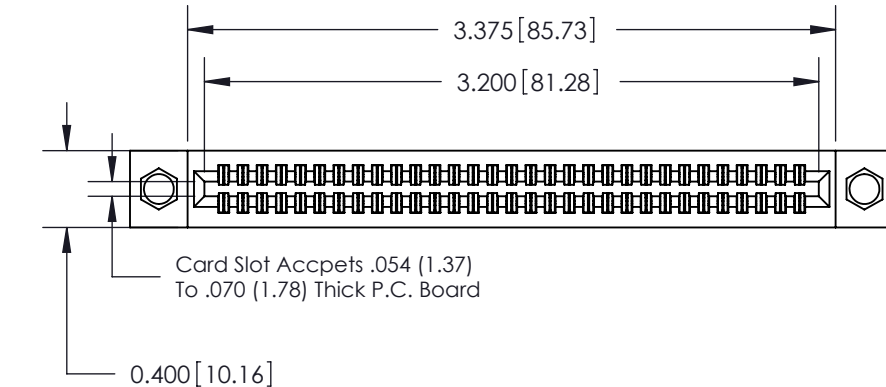 3.375[85.73]
3.200[81.28]
Card Slot Accpets .054 (1.37)
To .070 (1.78) Thick P.C. Board
0.400[10.16]